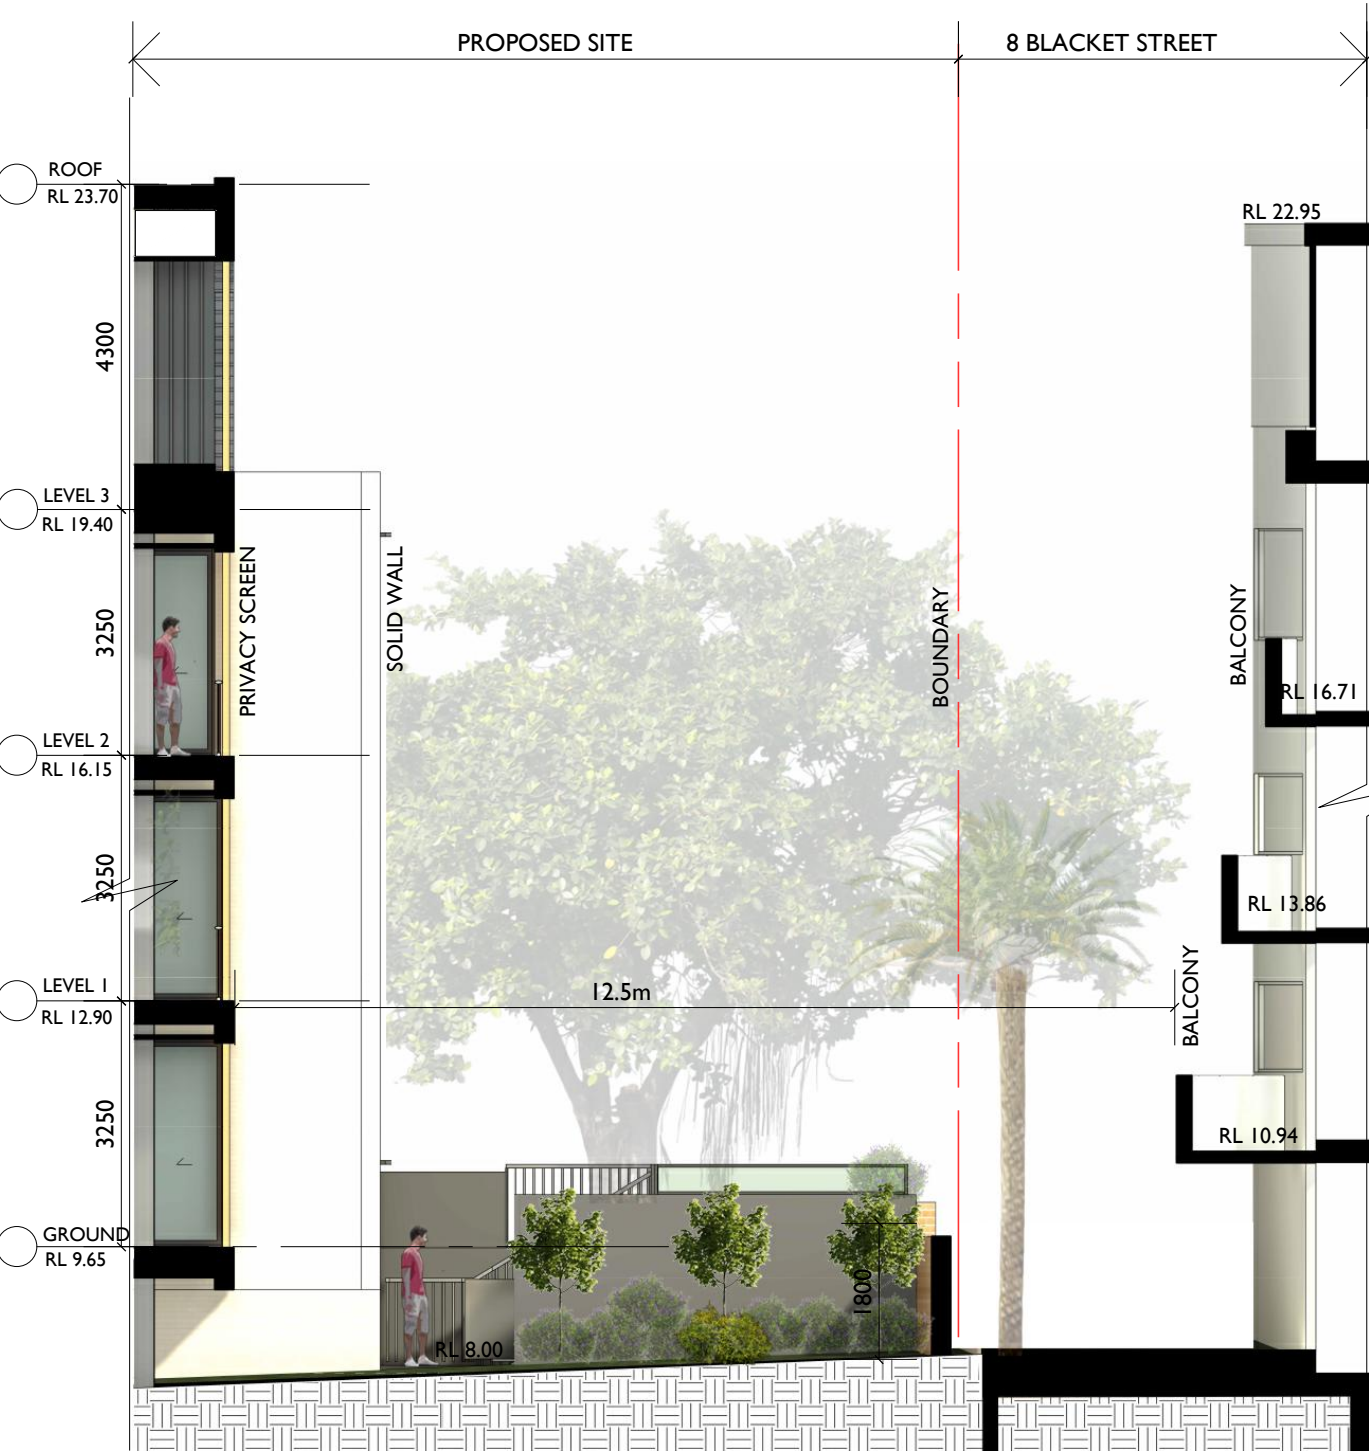 PROPOSED SITE
8 BLACKET STREET
ROOF
RL 23.70
RL 22.95
4300
LEVEL 3
RL 19.40
PRIVACY SCREEN
SOLID WALL
BOUNDARY
BALCONY
3250
RL 16.71
LEVEL 2
RL 16.15
3250
RL 13.86
LEVEL 1
RL 12.90
12.5m
BALCONY
3250
RL 10.94
GROUND
RL 9.65
1800
RL 8.00